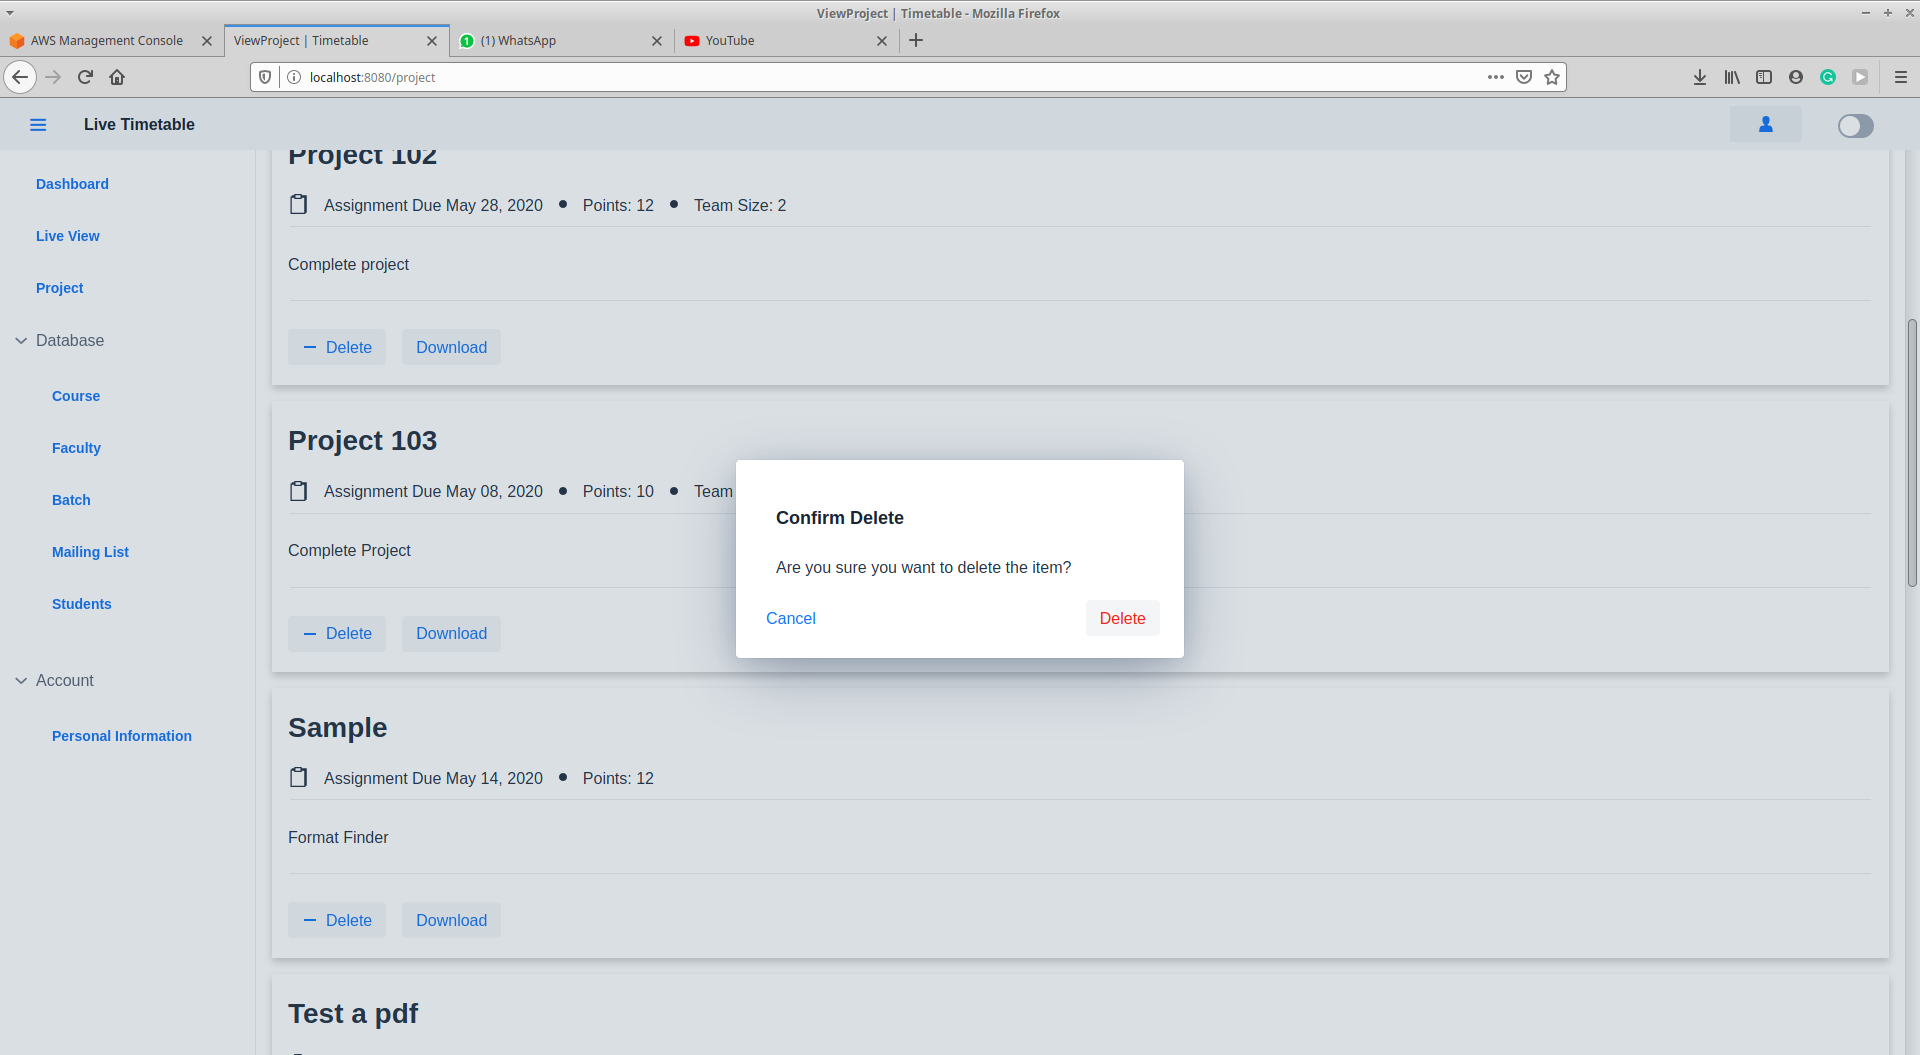 ViewProject | Timetable - Mozilla Firefox
AWS Management Console
ViewProject | Timetable
(1) WhatsApp
YouTube
localhost:8080/project
Live Timetable
Dashboard
Live View
Project
Database
Course
Faculty
Batch
Mailing List
Students
Account
Personal Information
Project 102
Assignment Due May 28, 2020 • Points: 12 • Team Size: 2
Complete project
Delete Download
Project 103
Assignment Due May 08, 2020 • Points: 10 • Team
Complete Project
Delete Download
Confirm Delete
Are you sure you want to delete the item?
Cancel Delete
Sample
Assignment Due May 14, 2020 • Points: 12
Format Finder
Delete Download
Test a pdf